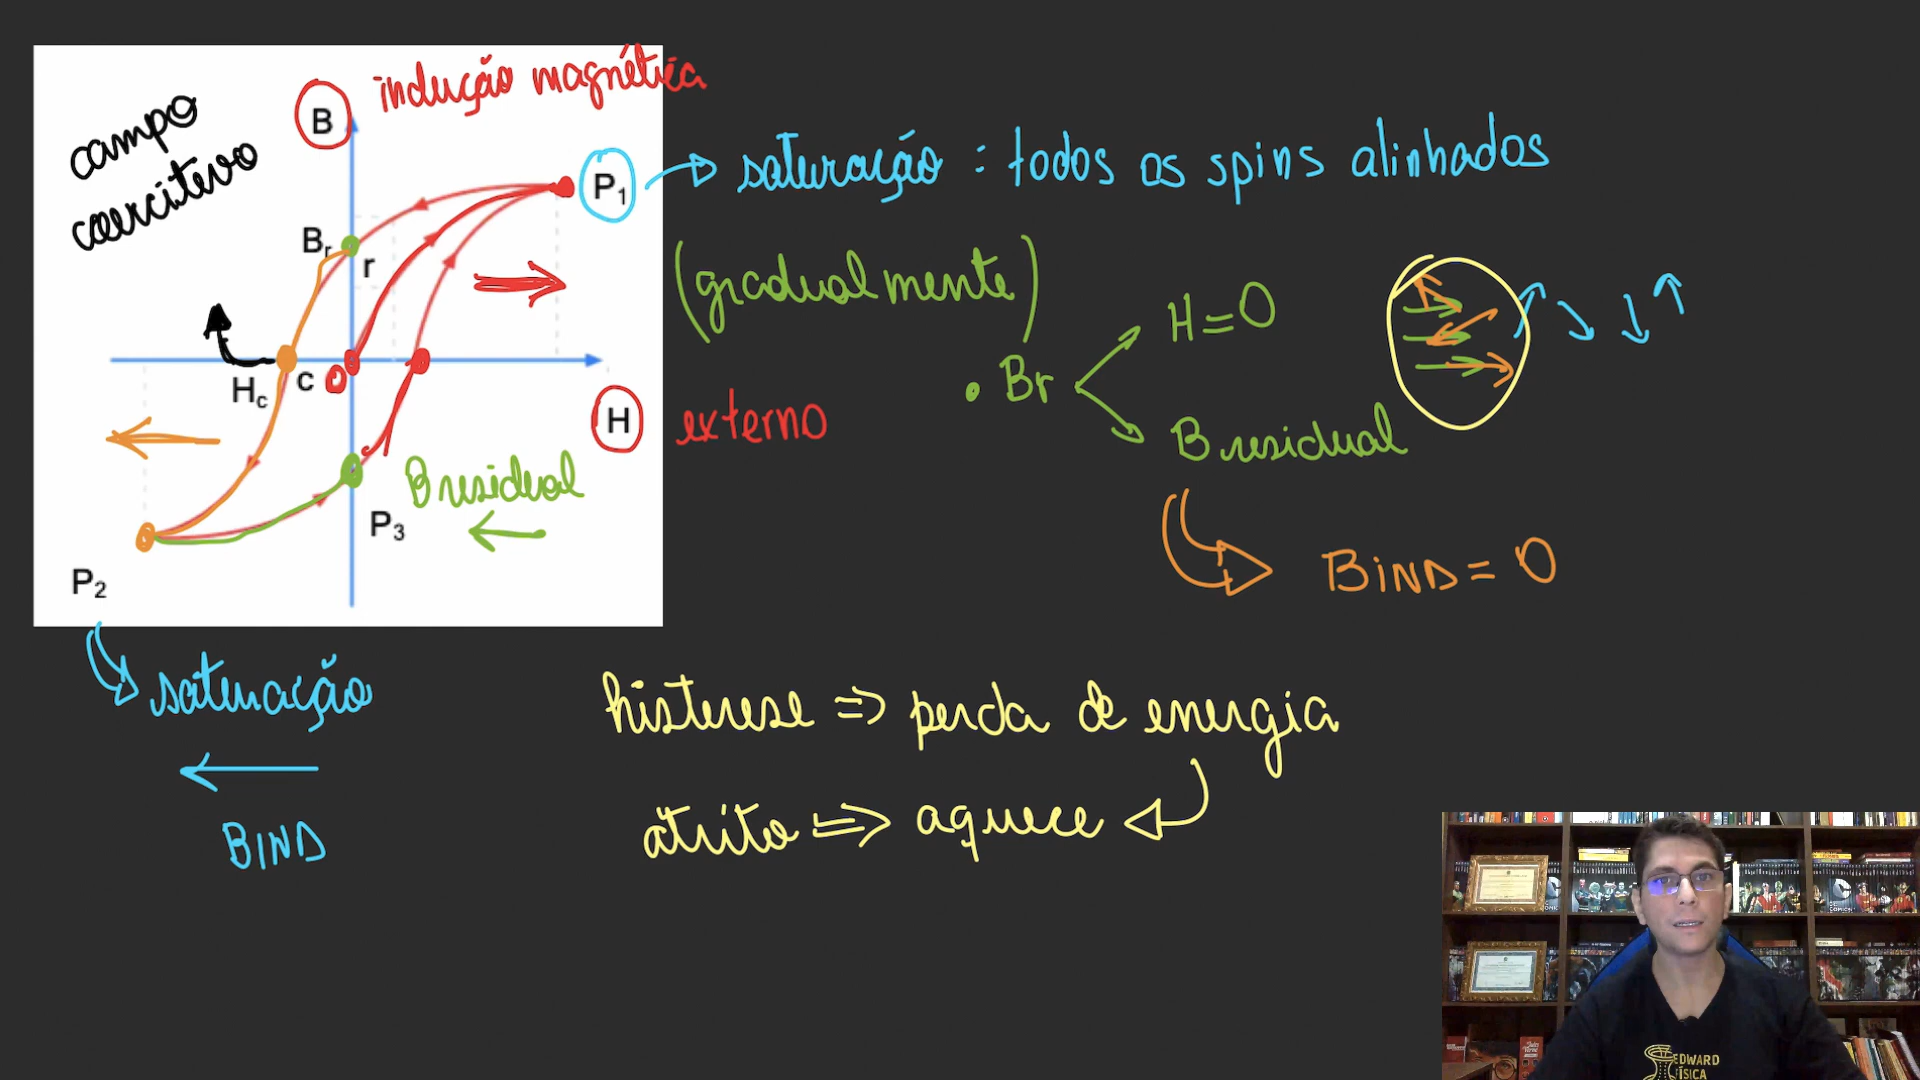 campo
coercitevo
B
indução magnética
P1
saturação : todos os spins alinhados
(gradualmente)
Br
r
H=0
Br
Hc
c
0
H
externo
B residual
B residual
P3
BIND = 0
P2
saturação
BIND
histerese => perda de energia
atrito => aquece
EDWARD
FÍSICA